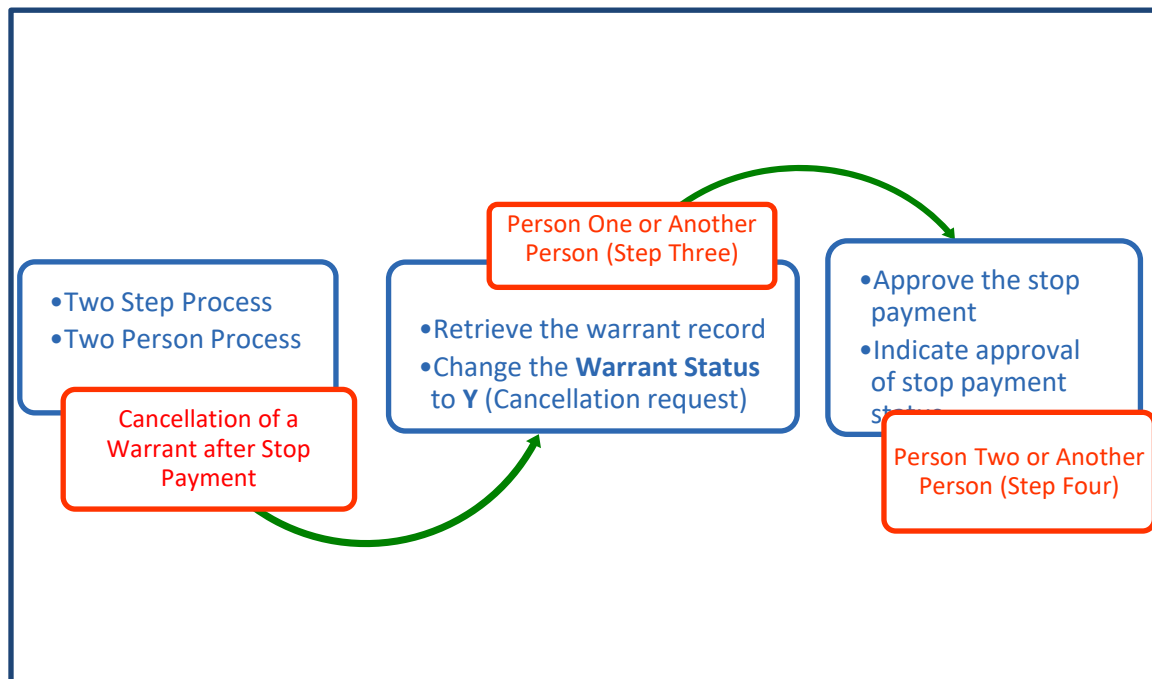 •Two Step Process
•Two Person Process
Cancellation of a
Warrant after Stop
Payment
Person One or Another
Person (Step Three)
•Retrieve the warrant record
•Change the Warrant Status
to Y (Cancellation request)
•Approve the stop
payment
•Indicate approval
of stop payment
status
Person Two or Another
Person (Step Four)